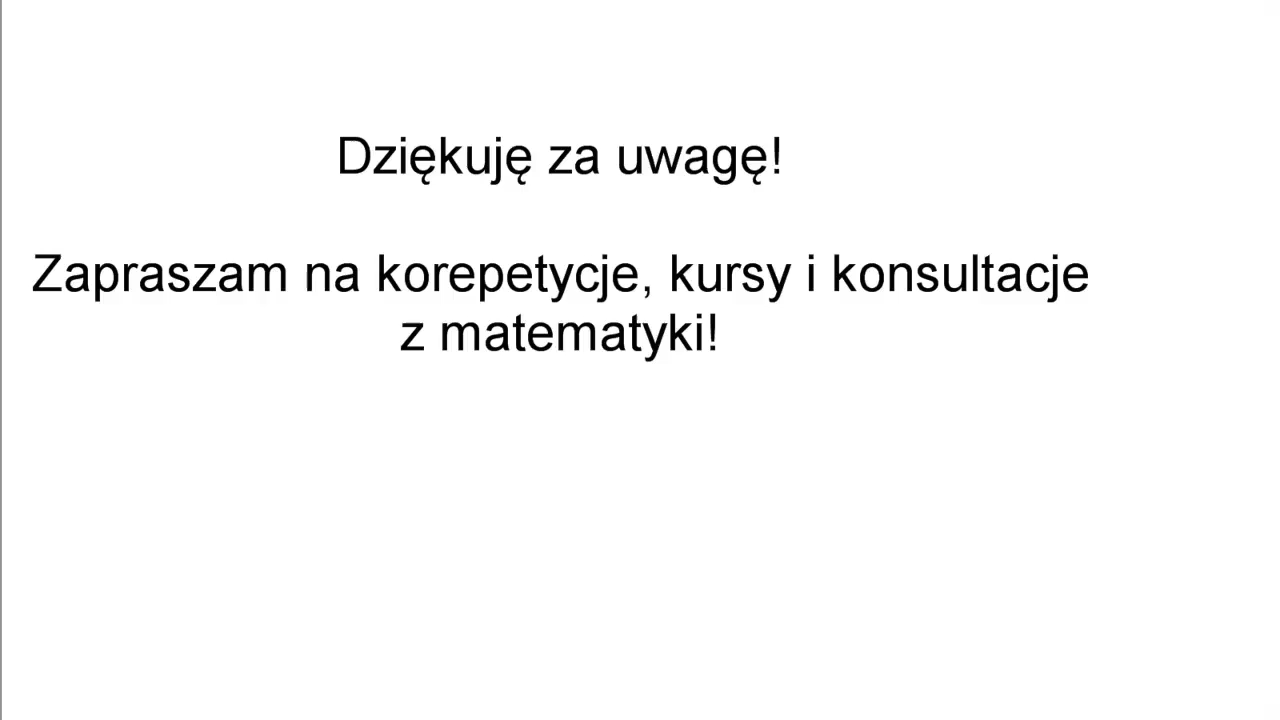 Dziękuję za uwagę!
Zapraszam na korepetycje, kursy i konsultacje
z matematyki!